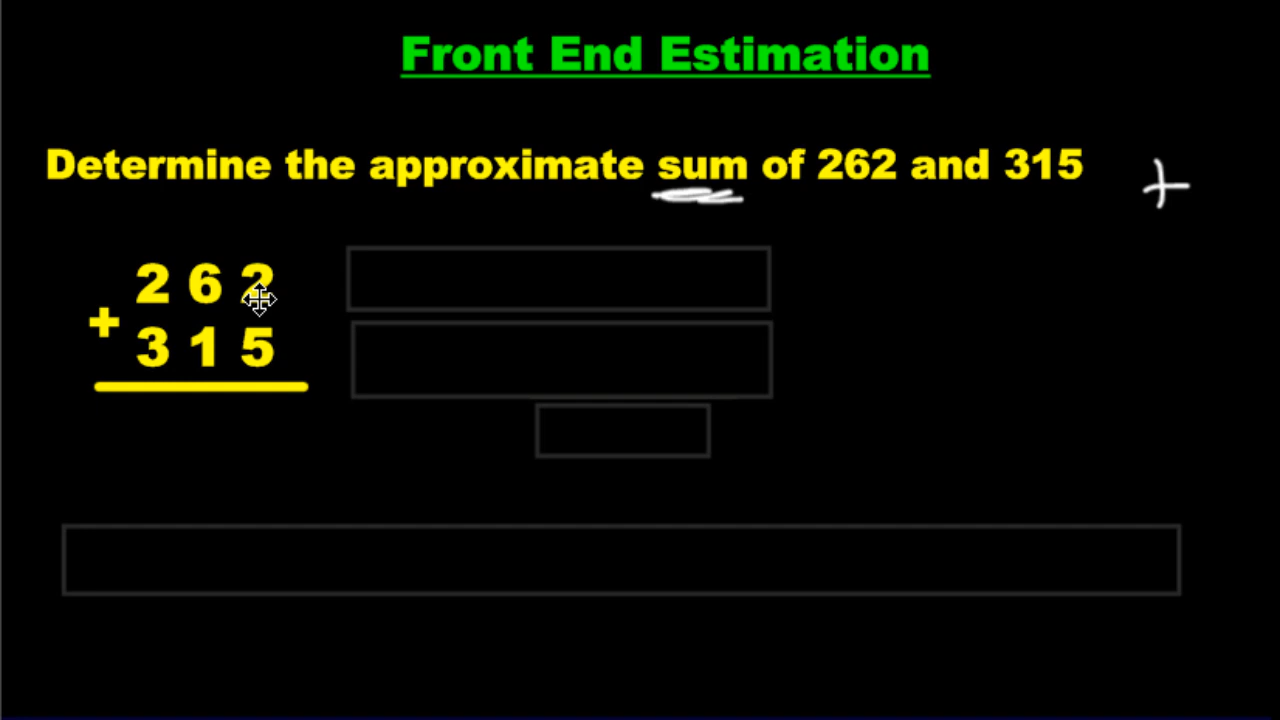 Front End Estimation
Determine the approximate sum of 262 and 315 +
2 6 2
+
3 1 5